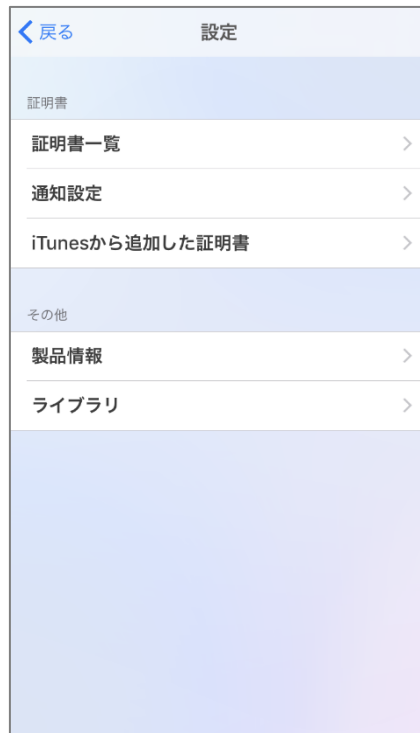 戻る 設定
証明書
証明書一覧
通知設定
iTunesから追加した証明書
その他
製品情報
ライブラリ